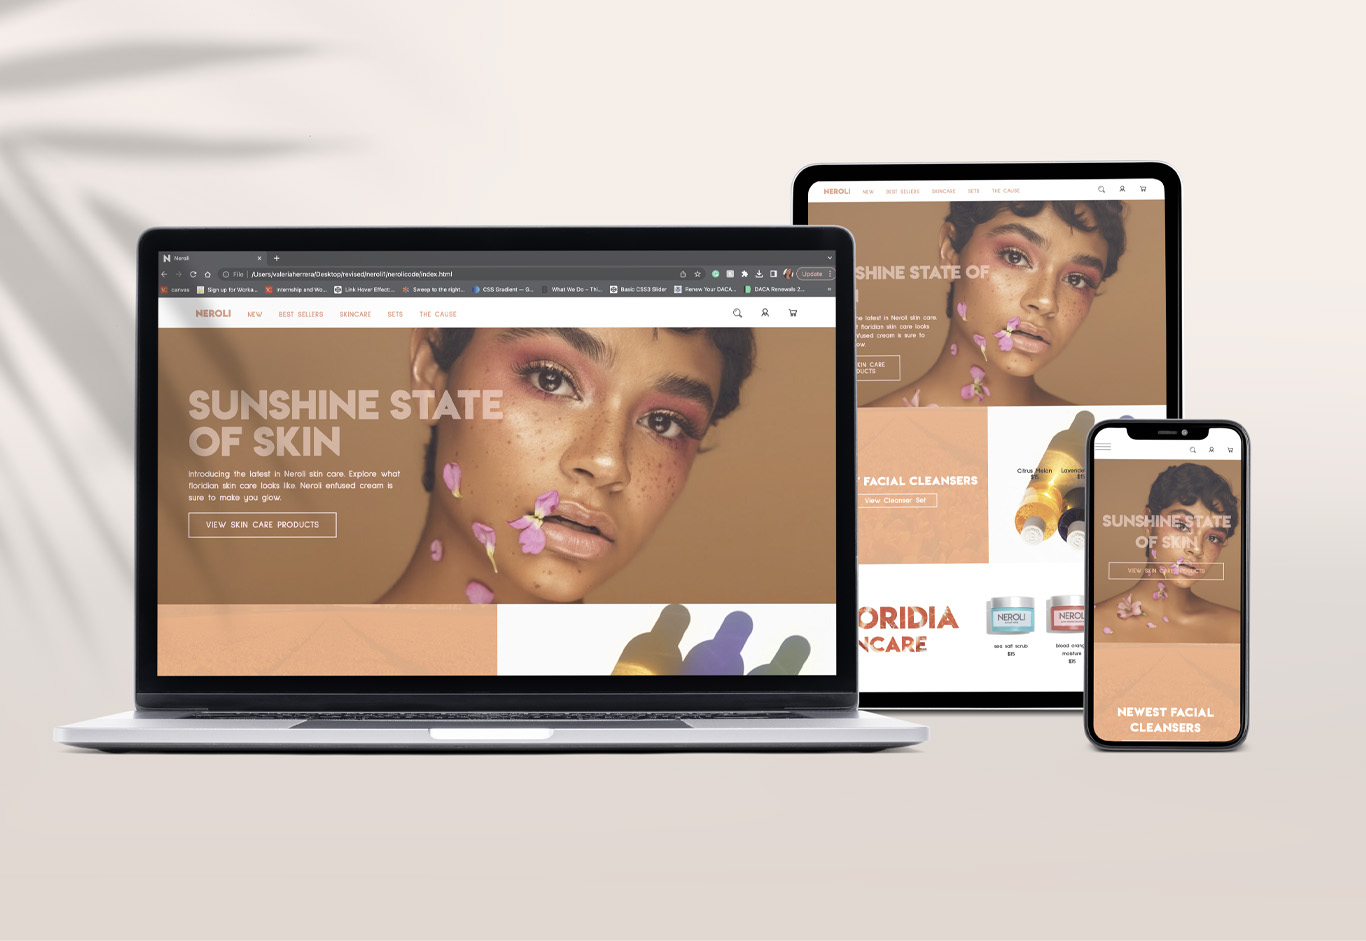 Neroli
File
/Users/valeriaherrera/Desktop/revised/neroli1/nerolicode/index.html
Update
canvas
Sign up for Worka...
Internship and Wo...
Link Hover Effect:...
Sweep to the right...
CSS Gradient — G...
What We Do – Thi...
Basic CSS3 Slider
Renew Your DACA...
DACA Renewals 2...
NEROLI NEW BEST SELLERS SKINCARE SETS THE CAUSE
SUNSHINE STATE
OF SKIN
Introducing the latest in Neroli skin care. Explore what
floridian skin care looks like. Neroli enfused cream is
sure to make you glow.
VIEW SKIN CARE PRODUCTS
NEROLI NEW BEST SELLERS SKINCARE SETS THE CAUSE
SHINE STATE OF
he latest in Neroli skin care.
t floridian skin care looks
nfused cream is sure to
ow.
KIN CARE
DUCTS
FACIAL CLEANSERS
View Cleanser Set
Citrus Melon
$15
Lavende
$1
ORIDIA
NCARE
NEROLI
sea salt scrub
$35
NEROL
blood orang
moisture
$35
SUNSHINE STATE
OF SKIN
VIEW SKIN CARE PRODUCTS
NEWEST FACIAL
CLEANSERS